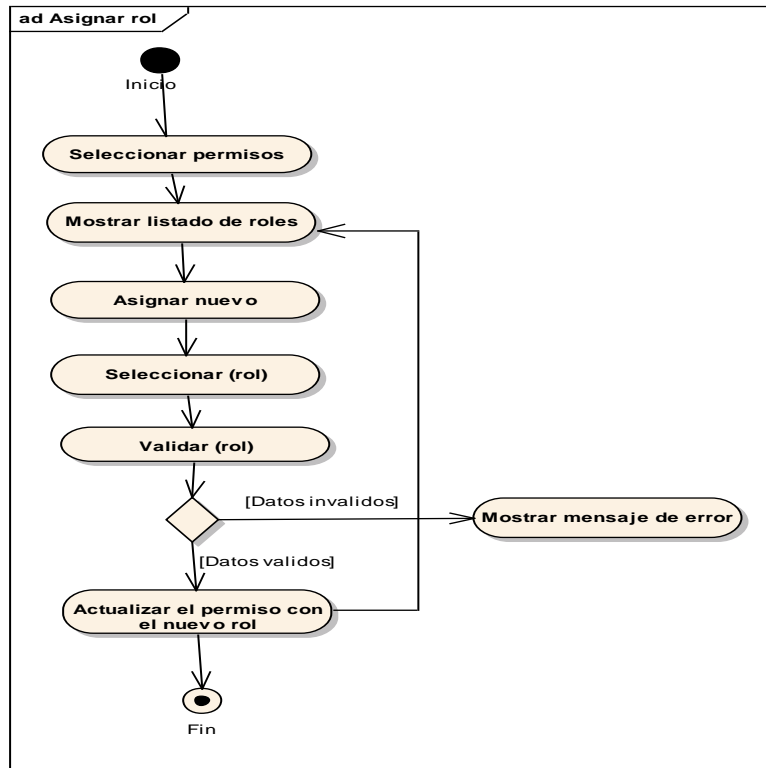 ad Asignar rol
Inicio
Seleccionar permisos
Mostrar listado de roles
Asignar nuevo
Seleccionar (rol)
Validar (rol)
[Datos invalidos]
Mostrar mensaje de error
[Datos validos]
Actualizar el permiso con
el nuevo rol
Fin